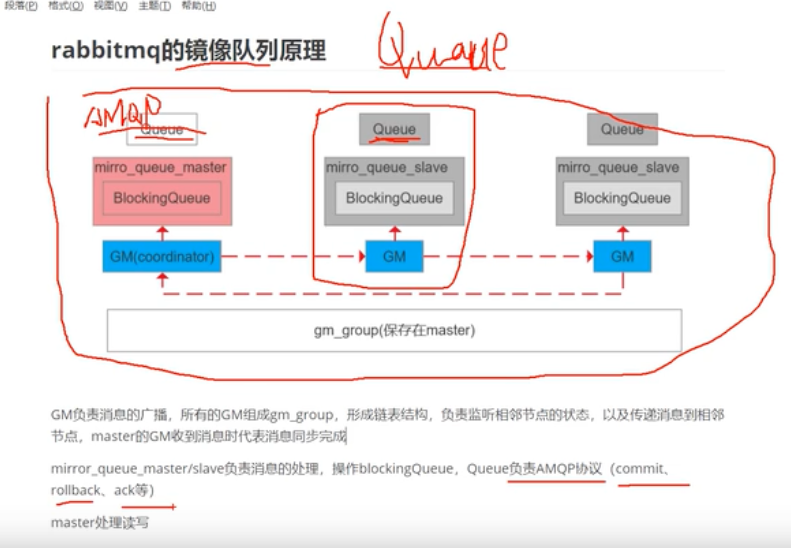 段落(P) 格式(O) 视图(V) 主题(T) 帮助(H)
rabbitmq的镜像队列原理
Queue
AMQP
Queue Queue Queue
mirro_queue_master mirro_queue_slave mirro_queue_slave
BlockingQueue BlockingQueue BlockingQueue
GM(coordinator) GM GM
gm_group(保存在master)
GM负责消息的广播，所有的GM组成gm_group，形成链表结构，负责监听相邻节点的状态，以及传递消息到相邻
节点，master的GM收到消息时代表消息同步完成
mirror_queue_master/slave负责消息的处理，操作blockingQueue，Queue负责AMQP协议（commit、
rollback、ack等）
master处理读写